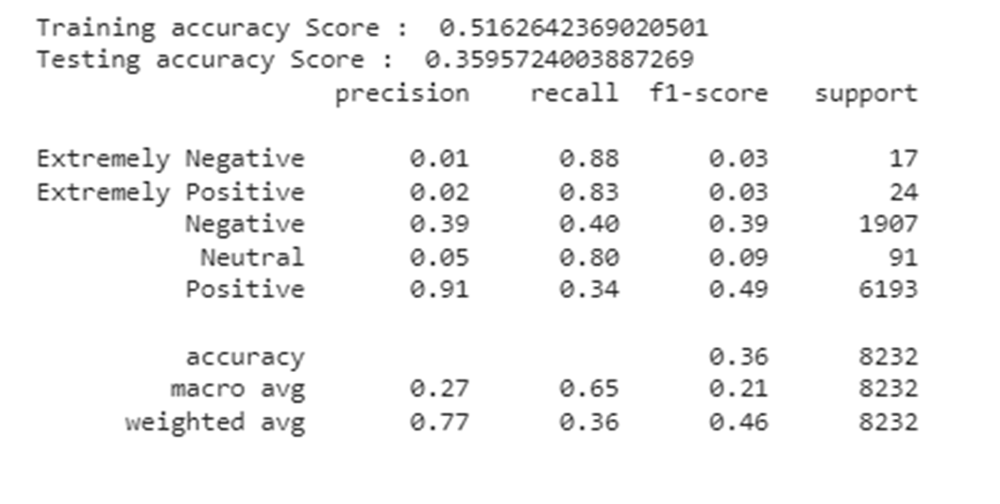 Training accuracy Score :  0.5162642369020501
Testing accuracy Score :  0.3595724003887269
precision recall f1-score support
Extremely Negative 0.01 0.88 0.03 17
Extremely Positive 0.02 0.83 0.03 24
Negative 0.39 0.40 0.39 1907
Neutral 0.05 0.80 0.09 91
Positive 0.91 0.34 0.49 6193
accuracy 0.36 8232
macro avg 0.27 0.65 0.21 8232
weighted avg 0.77 0.36 0.46 8232